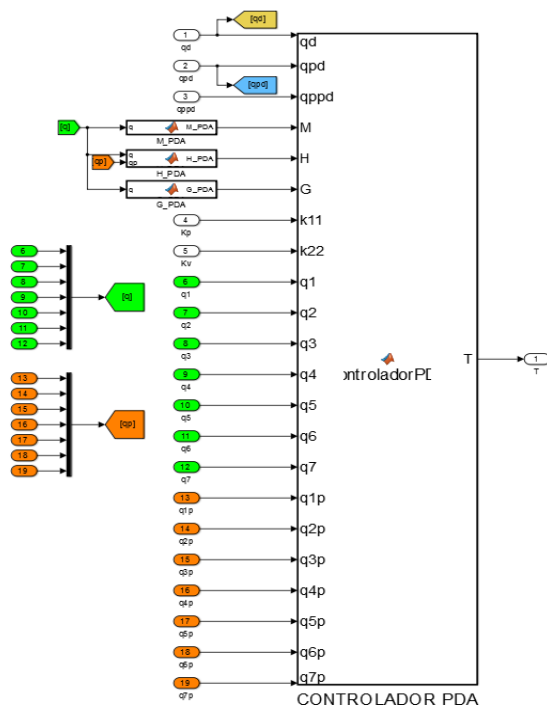 [qd]
1
qd
qd
2
qpd
qpd
[qpd]
3
qppd
qppd
[q]
q
M_PDA
M_PDA
M
[qp]
q
qp
H_PDA
H_PDA
H
q
G_PDA
G_PDA
G
4
Kp
k11
5
Kv
k22
6
q1
q1
7
q2
q2
8
q3
q3
9
q4
q4
10
q5
q5
11
q6
q6
12
q7
q7
13
q1p
q1p
14
q2p
q2p
15
q3p
q3p
16
q4p
q4p
17
q5p
q5p
18
q6p
q6p
19
q7p
q7p
6
7
8
9
10
11
12
[q]
13
14
15
16
17
18
19
[qp]
ontroladorPD
T
1
T
CONTROLADOR PDA